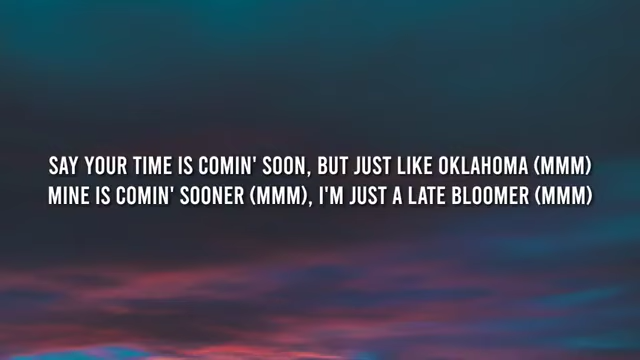 SAY YOUR TIME IS COMIN' SOON, BUT JUST LIKE OKLAHOMA (MMM)
MINE IS COMIN' SOONER (MMM), I'M JUST A LATE BLOOMER (MMM)